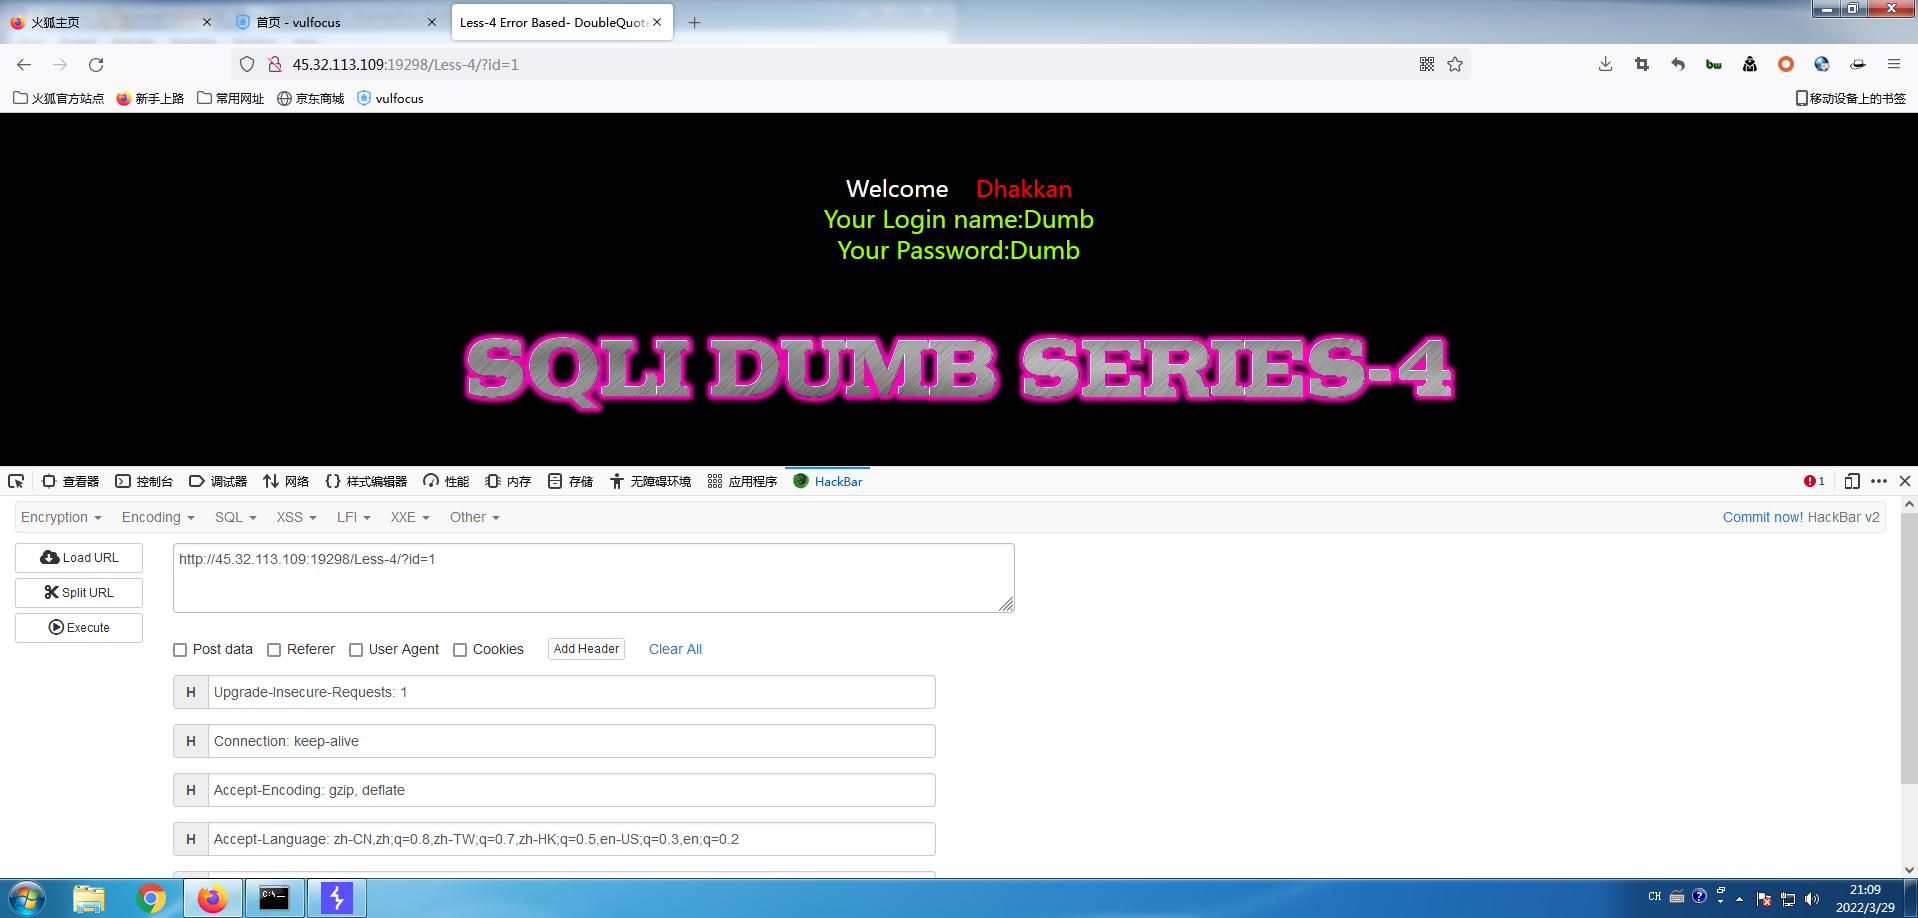 火狐主页
首页 - vulfocus
Less-4 Error Based- DoubleQuote
45.32.113.109:19298/Less-4/?id=1
火狐官方站点 新手上路 常用网址 京东商城 vulfocus 移动设备上的书签
Welcome Dhakkan
Your Login name:Dumb
Your Password:Dumb
SQLI DUMB SERIES-4
查看器 控制台 调试器 网络 样式编辑器 性能 内存 存储 无障碍环境 应用程序 HackBar 1
Encryption Encoding SQL XSS LFI XXE Other Commit now! HackBar v2
Load URL
Split URL
Execute
http://45.32.113.109:19298/Less-4/?id=1
Post data Referer User Agent Cookies Add Header Clear All
H Upgrade-Insecure-Requests: 1
H Connection: keep-alive
H Accept-Encoding: gzip, deflate
H Accept-Language: zh-CN,zh;q=0.8,zh-TW;q=0.7,zh-HK;q=0.5,en-US;q=0.3,en;q=0.2
CH
21:09
2022/3/29